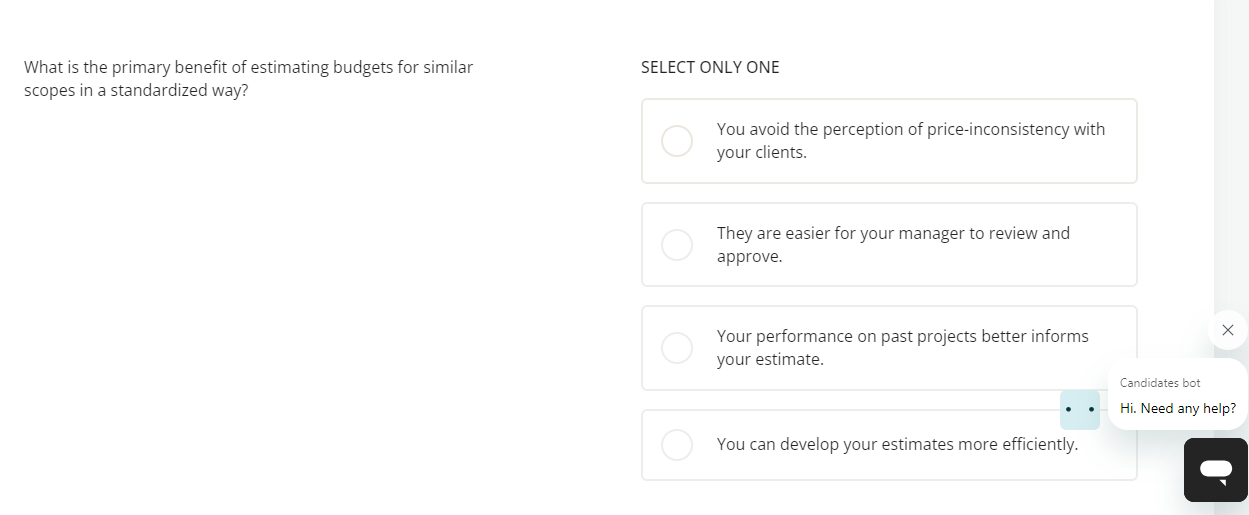 What is the primary benefit of estimating budgets for similar
scopes in a standardized way?
SELECT ONLY ONE
You avoid the perception of price-inconsistency with
your clients.
They are easier for your manager to review and
approve.
Your performance on past projects better informs
your estimate.
You can develop your estimates more efficiently.
Candidates bot
Hi. Need any help?